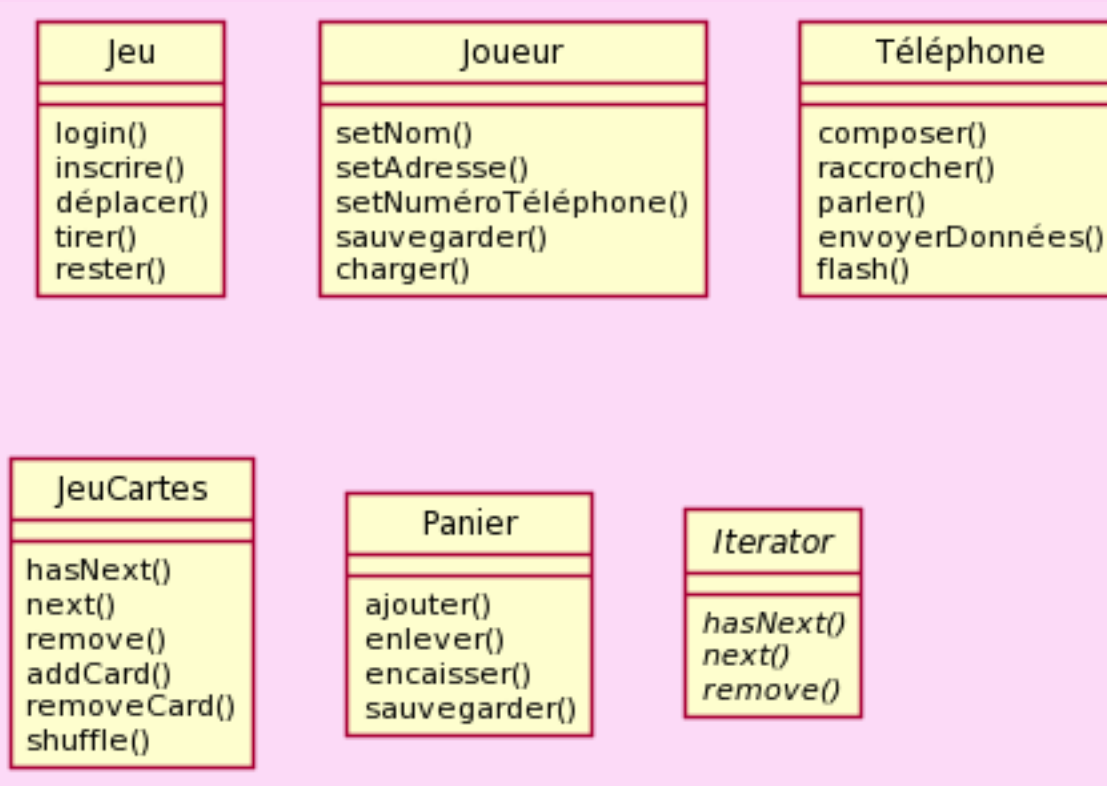 Jeu
login()
inscrire()
déplacer()
tirer()
rester()
Joueur
setNom()
setAdresse()
setNuméroTéléphone()
sauvegarder()
charger()
Téléphone
composer()
raccrocher()
parler()
envoyerDonnées()
flash()
JeuCartes
hasNext()
next()
remove()
addCard()
removeCard()
shuffle()
Panier
ajouter()
enlever()
encaisser()
sauvegarder()
Iterator
hasNext()
next()
remove()